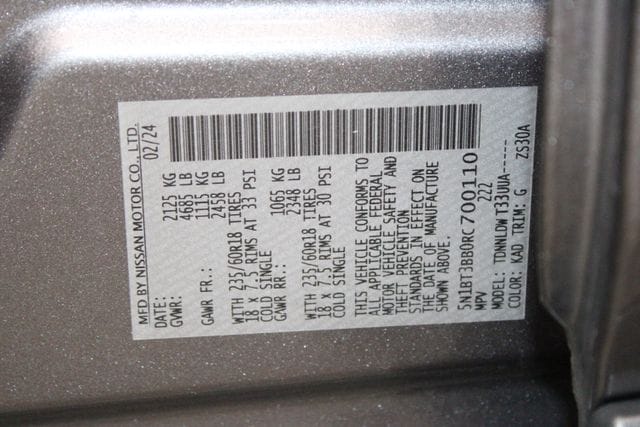 MFD BY NISSAN MOTOR CO., LTD.
DATE: 02/24
GVWR: 2125 KG
4685 LB
GAWR FR.: 1115 KG
2458 LB
WITH 235/60R18 TIRES
18 X 7.5 RIMS AT 33 PSI
COLD SINGLE
GAWR RR.: 1065 KG
2348 LB
WITH 235/60R18 TIRES
18 X 7.5 RIMS AT 30 PSI
COLD SINGLE
THIS VEHICLE CONFORMS TO
ALL APPLICABLE FEDERAL
MOTOR VEHICLE SAFETY AND
THEFT PREVENTION
STANDARDS IN EFFECT ON
THE DATE OF MANUFACTURE
SHOWN ABOVE.
5N1BT3BB0RC700110
MPV 222
MODEL: TDNNLDW T33UUA-----
COLOR: KAD TRIM: G ZS30A